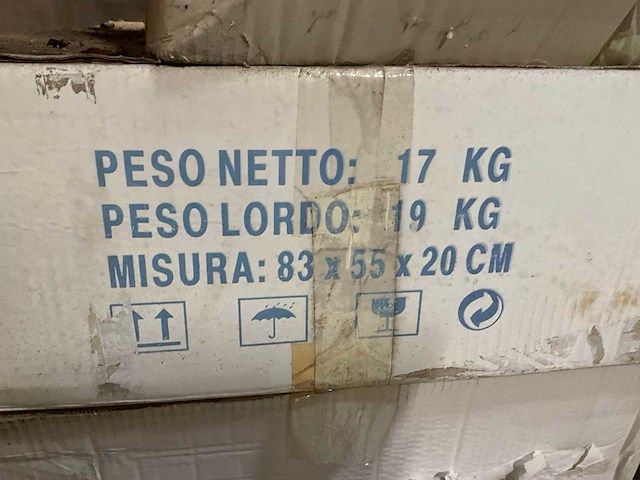 PESO NETTO: 17 KG
PESO LORDO: 19 KG
MISURA: 83 x 55 x 20 CM